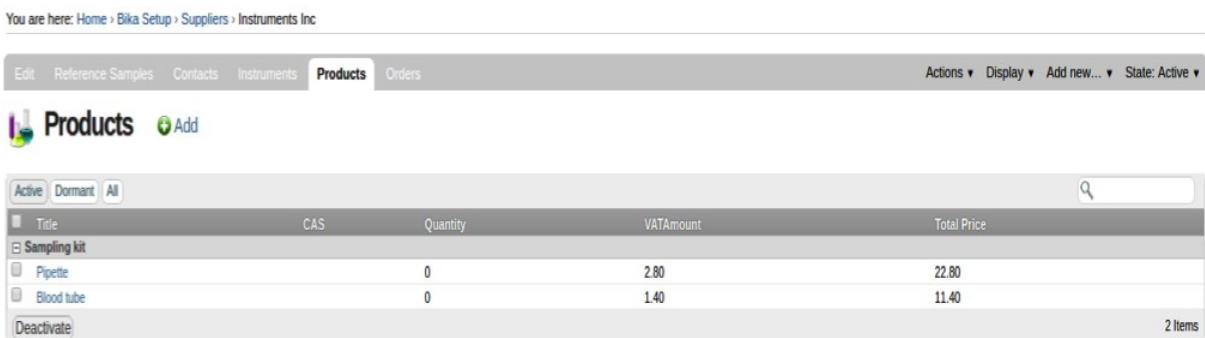 You are here: Home › Bika Setup › Suppliers › Instruments Inc
Edit Reference Samples Contacts Instruments Products Orders Actions ▾ Display ▾ Add new... ▾ State: Active ▾
Products Add
Active Dormant All
Title CAS Quantity VATAmount Total Price
Sampling kit
Pipette 0 2.80 22.80
Blood tube 0 1.40 11.40
Deactivate 2 Items